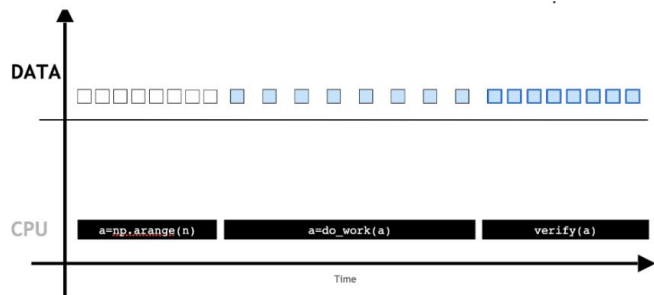 DATA
CPU
a=np.arange(n)
a=do_work(a)
verify(a)
Time